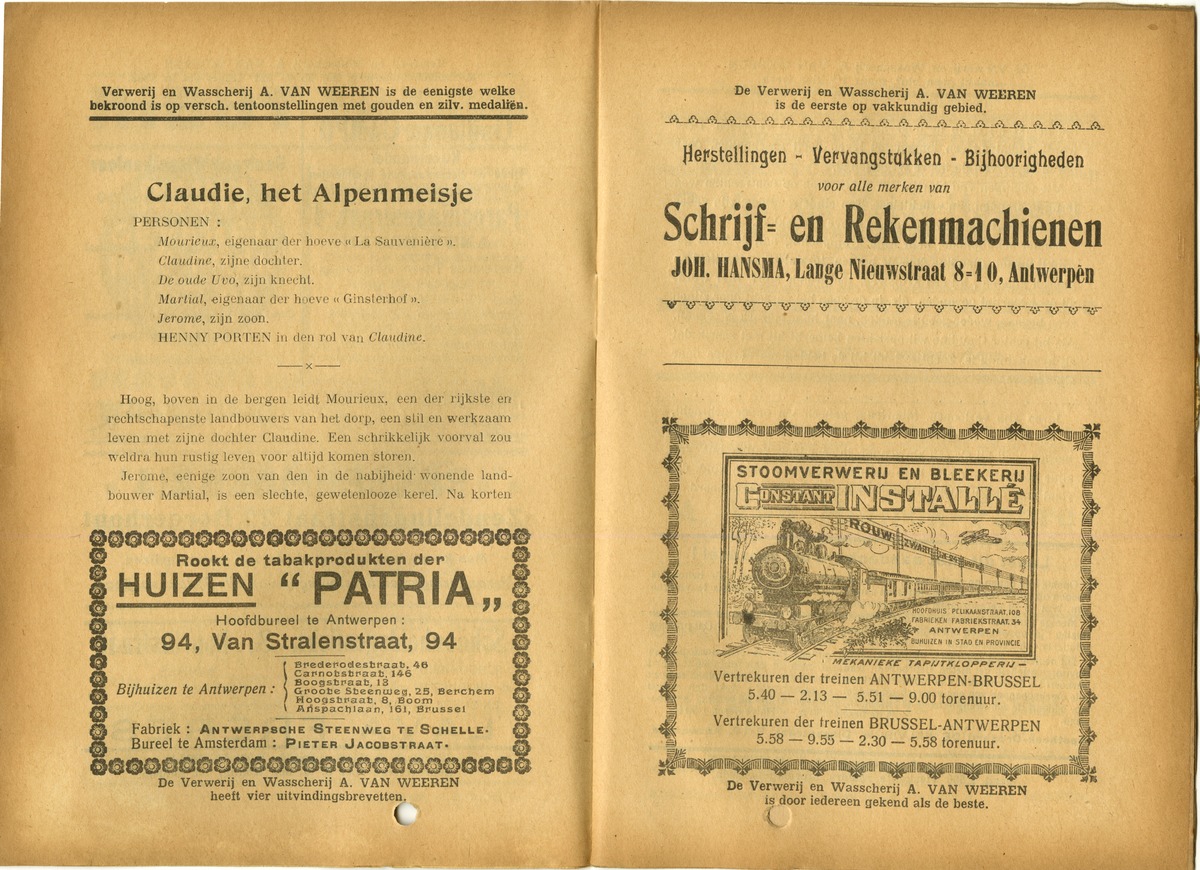 Verwerij en Wasscherij A. VAN WEEREN is de eenigste welke
bekroond is op versch. tentoonstellingen met gouden en zilv. medaliën.
Claudie, het Alpenmeisje
PERSONEN :
Mourieux, eigenaar der hoeve « La Sauvenière ».
Claudine, zijne dochter.
De oude Uvo, zijn knecht.
Martial, eigenaar der hoeve « Ginsterhof ».
Jerome, zijn zoon.
HENNY PORTEN in den rol van Claudine.
Hoog, boven in de bergen leidt Mourieux, een der rijkste en
rechtschapenste landbouwers van het dorp, een stil en werkzaam
leven met zijne dochter Claudine. Een schrikkelijk voorval zou
weldra hun rustig leven voor altijd komen storen.
Jerome, eenige zoon van den in de nabijheid wonende land-
bouwer Martial, is een slechte, gewetenlooze kerel. Na korten
Rookt de tabakprodukten der
HUIZEN “ PATRIA „
Hoofdbureel te Antwerpen :
94, Van Stralenstraat, 94
Bijhuizen te Antwerpen :
Brederodestraat, 46
Carnotstraat, 146
Boogstraat, 13
Groote Steenweg, 25, Berchem
Hoogstraat, 8, Boom
Anspachlaan, 161, Brussel
Fabriek : ANTWERPSCHE STEENWEG TE SCHELLE.
Bureel te Amsterdam : PIETER JACOBSTRAAT.
De Verwerij en Wasscherij A. VAN WEEREN
heeft vier uitvindingsbrevetten.
De Verwerij en Wasscherij A. VAN WEEREN
is de eerste op vakkundig gebied.
Herstellingen - Vervangstukken - Bijhoorigheden
voor alle merken van
Schrijf= en Rekenmachienen
JOH. HANSMA, Lange Nieuwstraat 8=10, Antwerpèn
STOOMVERWERIJ EN BLEEKERIJ
CONSTANT INSTALLÉ
ROUW ZWART
HOOFDHUIS PELIKAANSTRAAT.108
FABRIEKEN FABRIEKSTRAAT.34
ANTWERPEN
BIJHUIZEN IN STAD EN PROVINCIE
MEKANIEKE TAPIJTKLOPPERIJ
Vertrekuren der treinen ANTWERPEN-BRUSSEL
5.40 — 2.13 — 5.51 — 9.00 torenuur.
Vertrekuren der treinen BRUSSEL-ANTWERPEN
5.58 — 9.55 — 2.30 — 5.58 torenuur.
De Verwerij en Wasscherij A. VAN WEEREN
is door iedereen gekend als de beste.